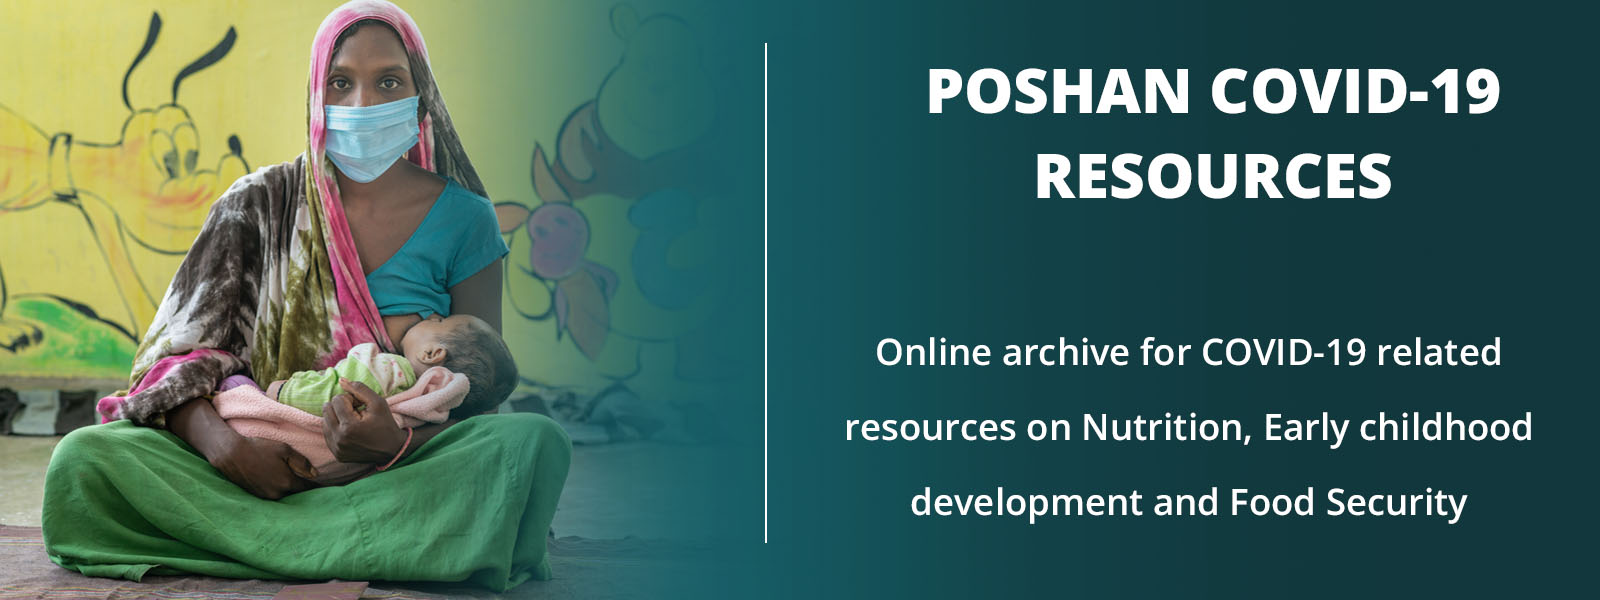 POSHAN COVID-19
RESOURCES
Online archive for COVID-19 related
resources on Nutrition, Early childhood
development and Food Security